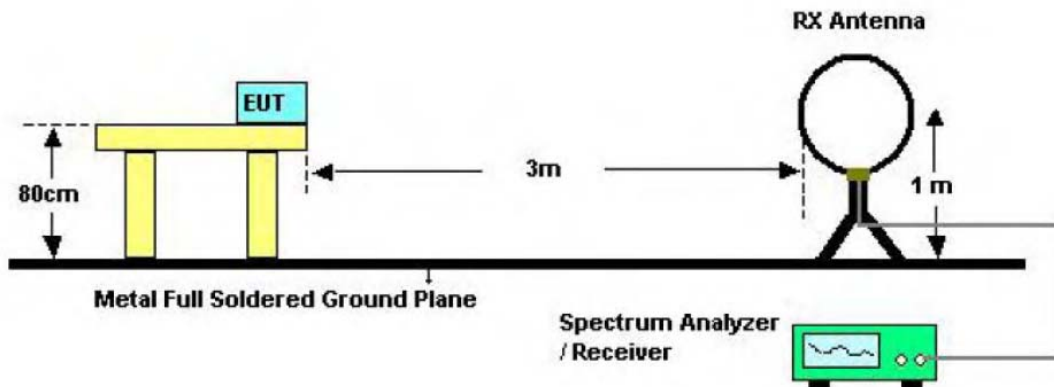 RX Antenna
EUT
3m
80cm
1 m
Metal Full Soldered Ground Plane
Spectrum Analyzer
/ Receiver